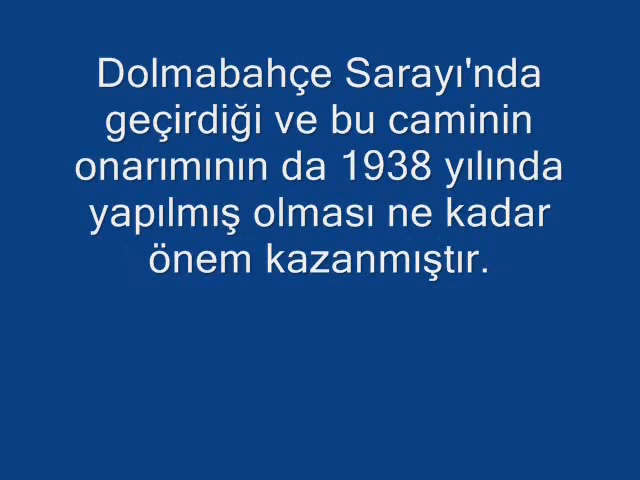 Dolmabahçe Sarayı'nda
geçirdiği ve bu caminin
onarımının da 1938 yılında
yapılmış olması ne kadar
önem kazanmıştır.